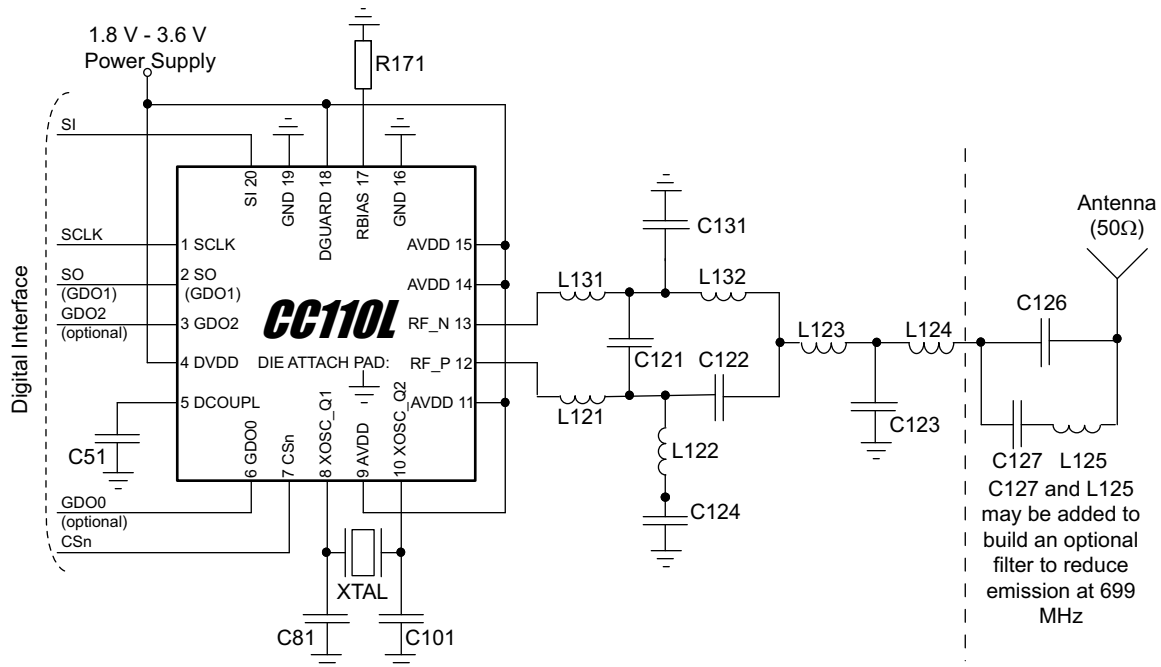 1.8 V - 3.6 V
Power Supply
R171
SI
SI 20
GND 19
DGUARD 18
RBIAS 17
GND 16
C131
Antenna
(50Ω)
Digital Interface
SCLK
1 SCLK
AVDD 15
SO
(GDO1)
2 SO
(GDO1)
AVDD 14
L131
L132
C126
GDO2
(optional)
3 GDO2
CC110L
RF_N 13
L123
L124
C121
C122
4 DVDD
DIE ATTACH PAD:
RF_P 12
5 DCOUPL
AVDD 11
L121
C123
C51
6 GDO0
7 CSn
8 XOSC_Q1
9 AVDD
10 XOSC_Q2
L122
C127
L125
GDO0
(optional)
CSn
C124
C127 and L125
may be added to
build an optional
filter to reduce
emission at 699
MHz
XTAL
C81
C101